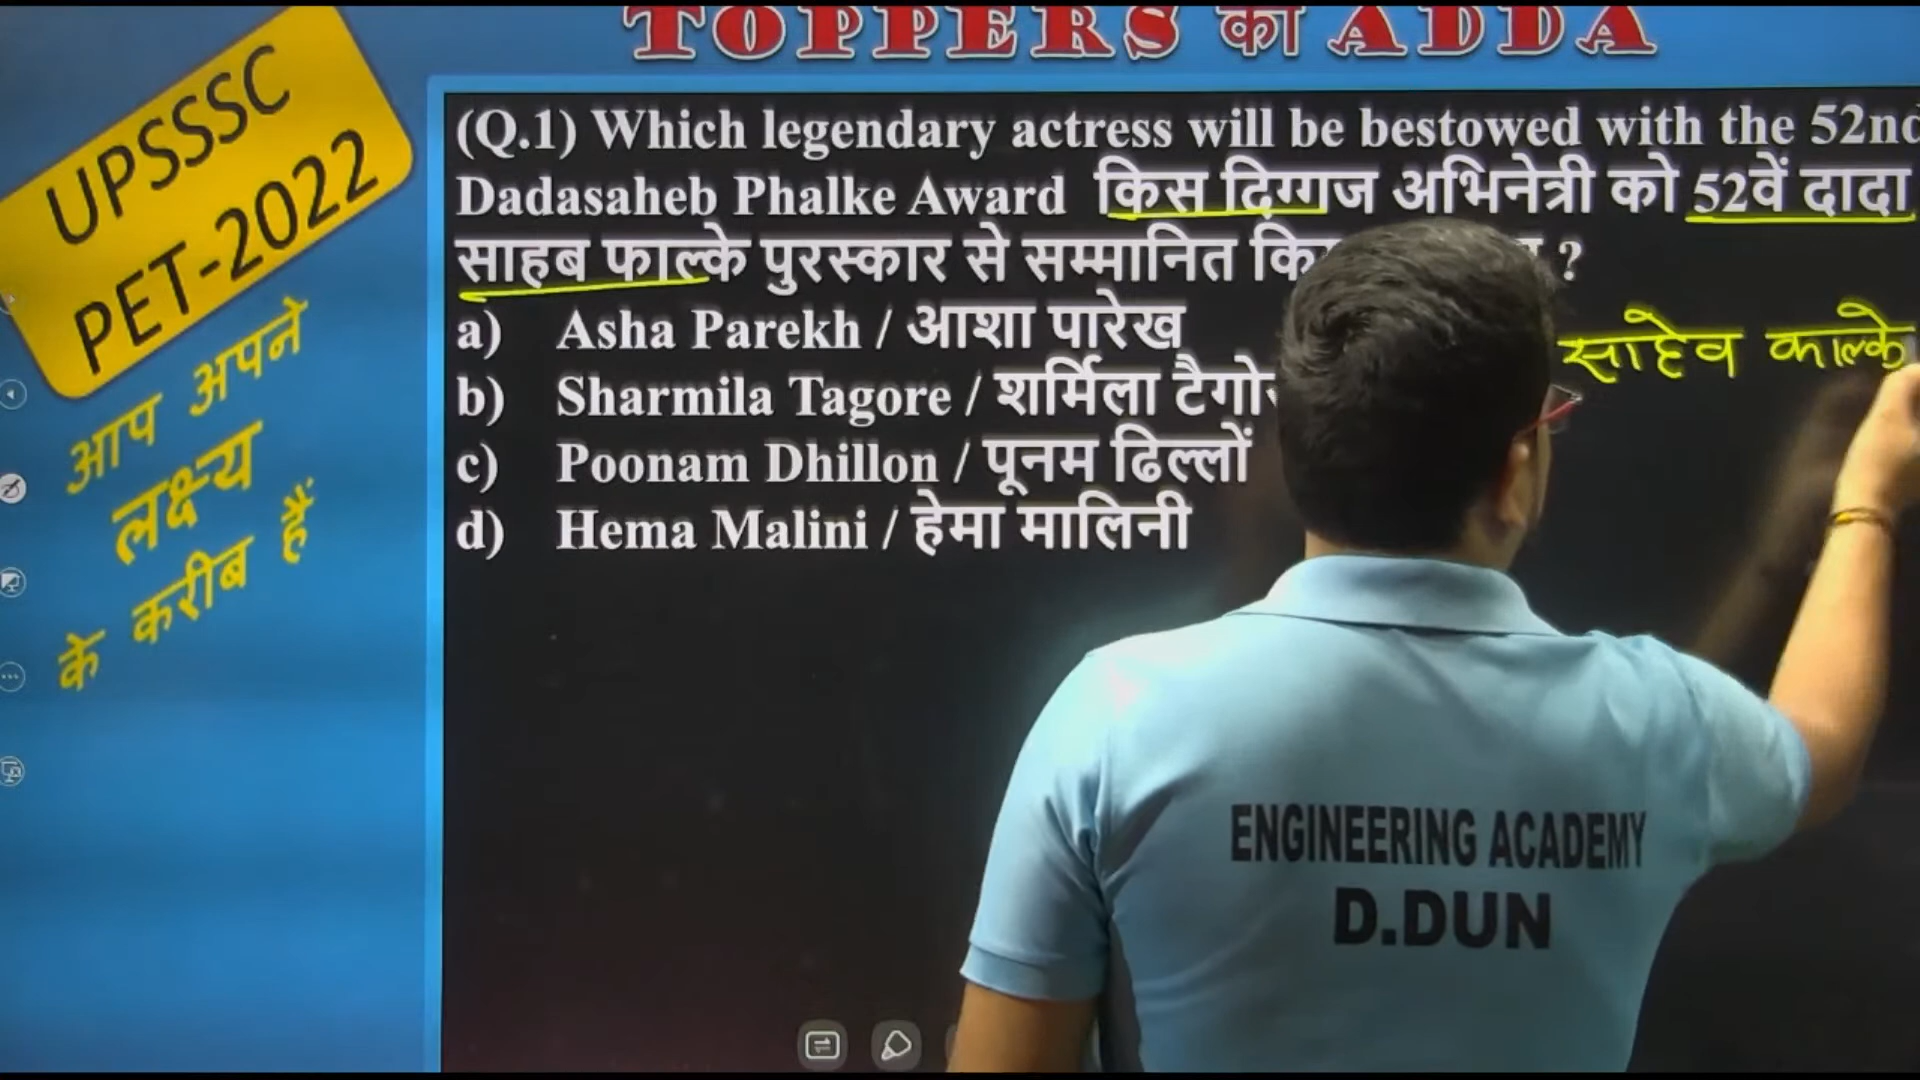 TOPPERS का ADDA
UPSSSC
PET-2022
आप अपने
लक्ष्य
के करीब हैं
(Q.1) Which legendary actress will be bestowed with the 52nd
Dadasaheb Phalke Award किस दिग्गज अभिनेत्री को 52वें दादा
साहब फाल्के पुरस्कार से सम्मानित ?
a) Asha Parekh / आशा पारेख
साहेव काल्के
b) Sharmila Tagore / शर्मिला टैगोर
c) Poonam Dhillon / पूनम ढिल्लों
d) Hema Malini / हेमा मालिनी
ENGINEERING ACADEMY
D.DUN